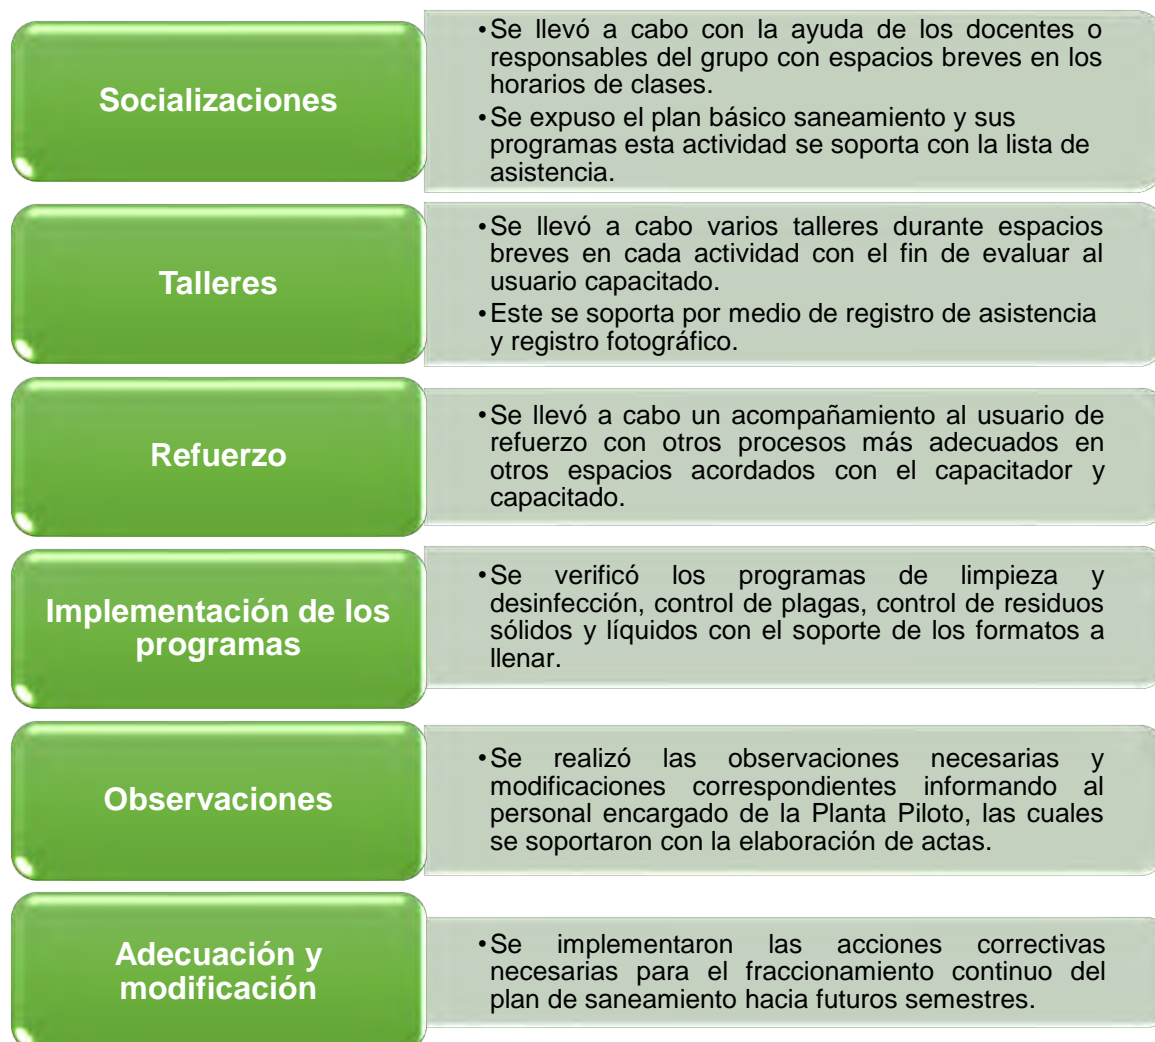 Socializaciones
•Se llevó a cabo con la ayuda de los docentes o
responsables del grupo con espacios breves en los
horarios de clases.
•Se expuso el plan básico saneamiento y sus
programas esta actividad se soporta con la lista de
asistencia.
Talleres
•Se llevó a cabo varios talleres durante espacios
breves en cada actividad con el fin de evaluar al
usuario capacitado.
•Este se soporta por medio de registro de asistencia
y registro fotográfico.
Refuerzo
•Se llevó a cabo un acompañamiento al usuario de
refuerzo con otros procesos más adecuados en
otros espacios acordados con el capacitador y
capacitado.
Implementación de los
programas
•Se verificó los programas de limpieza y
desinfección, control de plagas, control de residuos
sólidos y líquidos con el soporte de los formatos a
llenar.
Observaciones
•Se realizó las observaciones necesarias y
modificaciones correspondientes informando al
personal encargado de la Planta Piloto, las cuales
se soportaron con la elaboración de actas.
Adecuación y
modificación
•Se implementaron las acciones correctivas
necesarias para el fraccionamiento continuo del
plan de saneamiento hacia futuros semestres.